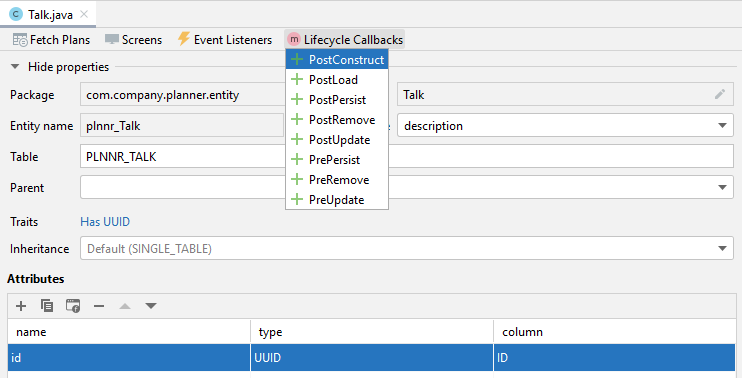 Talk.java
Fetch Plans Screens Event Listeners Lifecycle Callbacks
PostConstruct
PostLoad
PostPersist
PostRemove
PostUpdate
PrePersist
PreRemove
PreUpdate
Hide properties
Package com.company.planner.entity Talk
Entity name plnnr_Talk description
Table PLNNR_TALK
Parent
Traits Has UUID
Inheritance Default (SINGLE_TABLE)
Attributes
name type column
id UUID ID